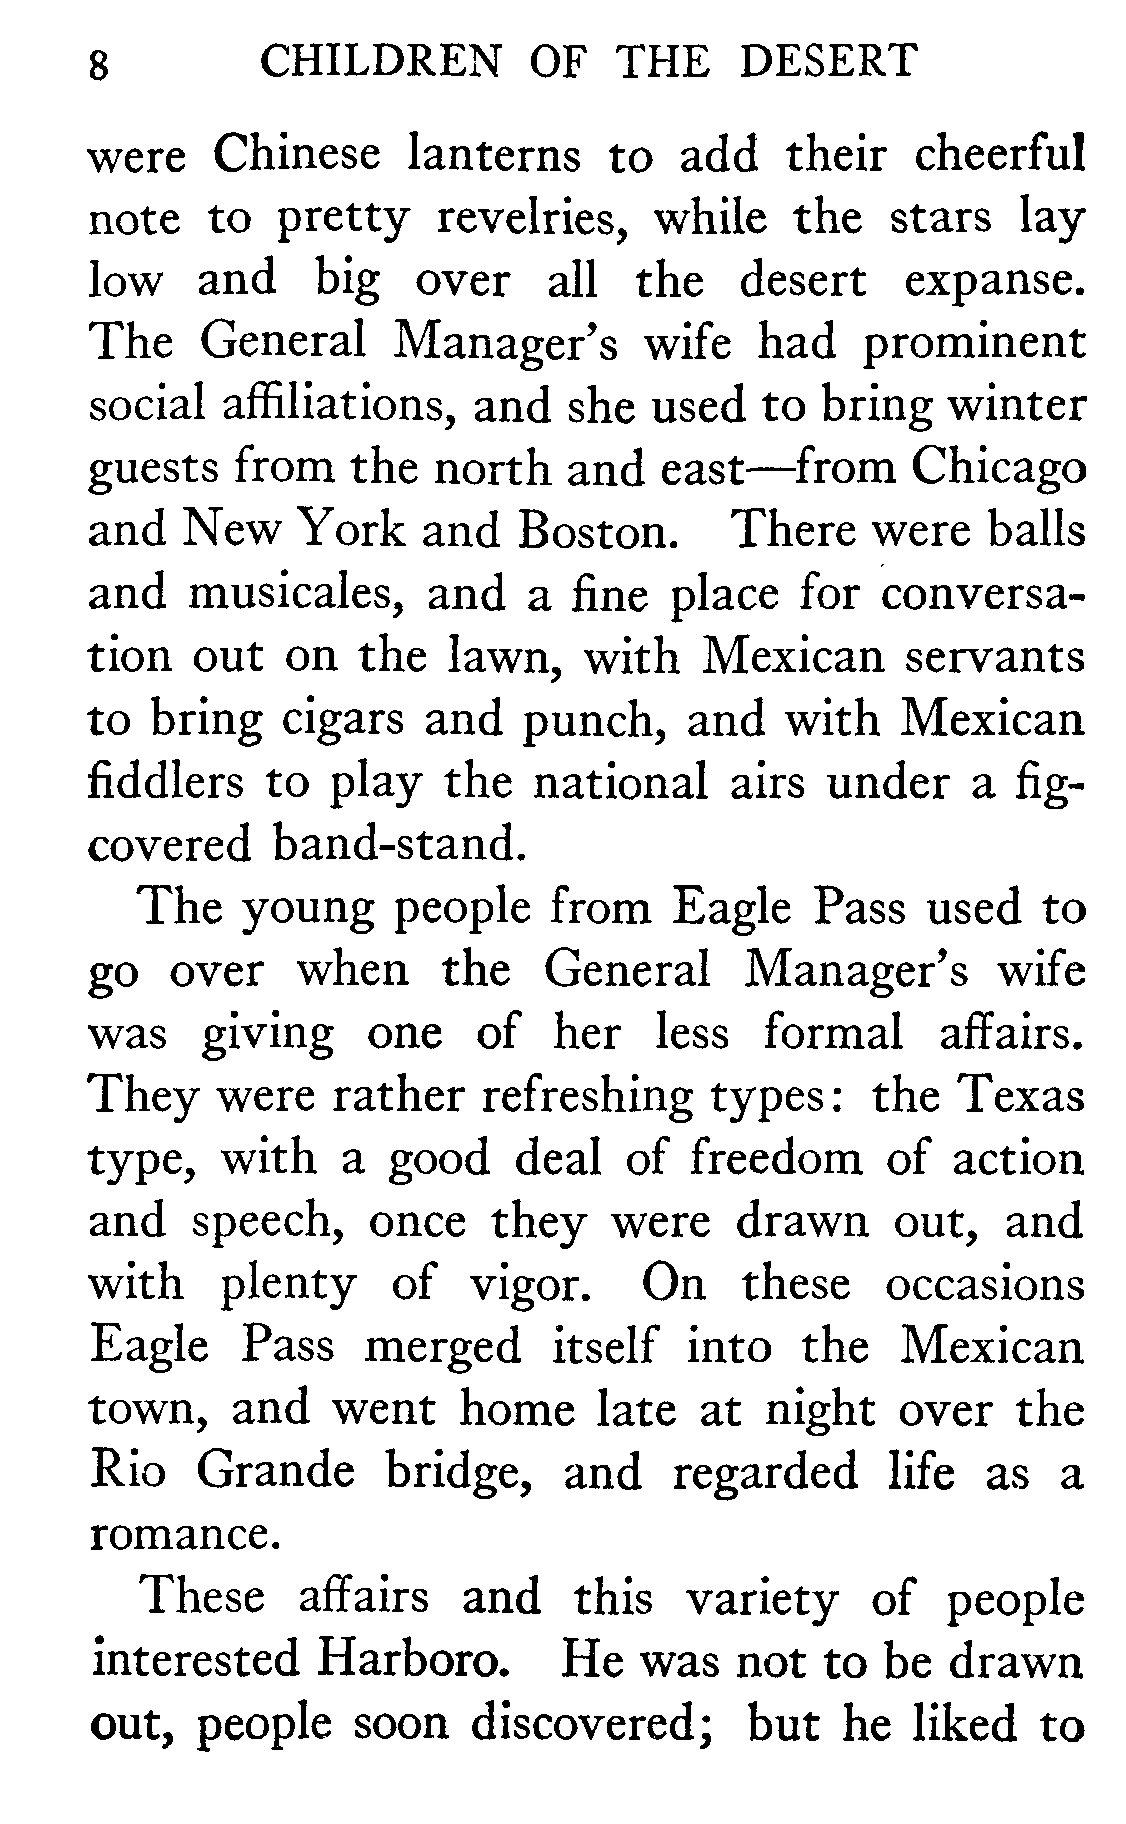 8 CHILDREN OF THE DESERT
were Chinese lanterns to add their cheerful
note to pretty revelries, while the stars lay
low and big over all the desert expanse.
The General Manager's wife had prominent
social affiliations, and she used to bring winter
guests from the north and east—from Chicago
and New York and Boston. There were balls
and musicales, and a fine place for conversa-
tion out on the lawn, with Mexican servants
to bring cigars and punch, and with Mexican
fiddlers to play the national airs under a fig-
covered band-stand.
The young people from Eagle Pass used to
go over when the General Manager's wife
was giving one of her less formal affairs.
They were rather refreshing types: the Texas
type, with a good deal of freedom of action
and speech, once they were drawn out, and
with plenty of vigor. On these occasions
Eagle Pass merged itself into the Mexican
town, and went home late at night over the
Rio Grande bridge, and regarded life as a
romance.
These affairs and this variety of people
interested Harboro. He was not to be drawn
out, people soon discovered; but he liked to